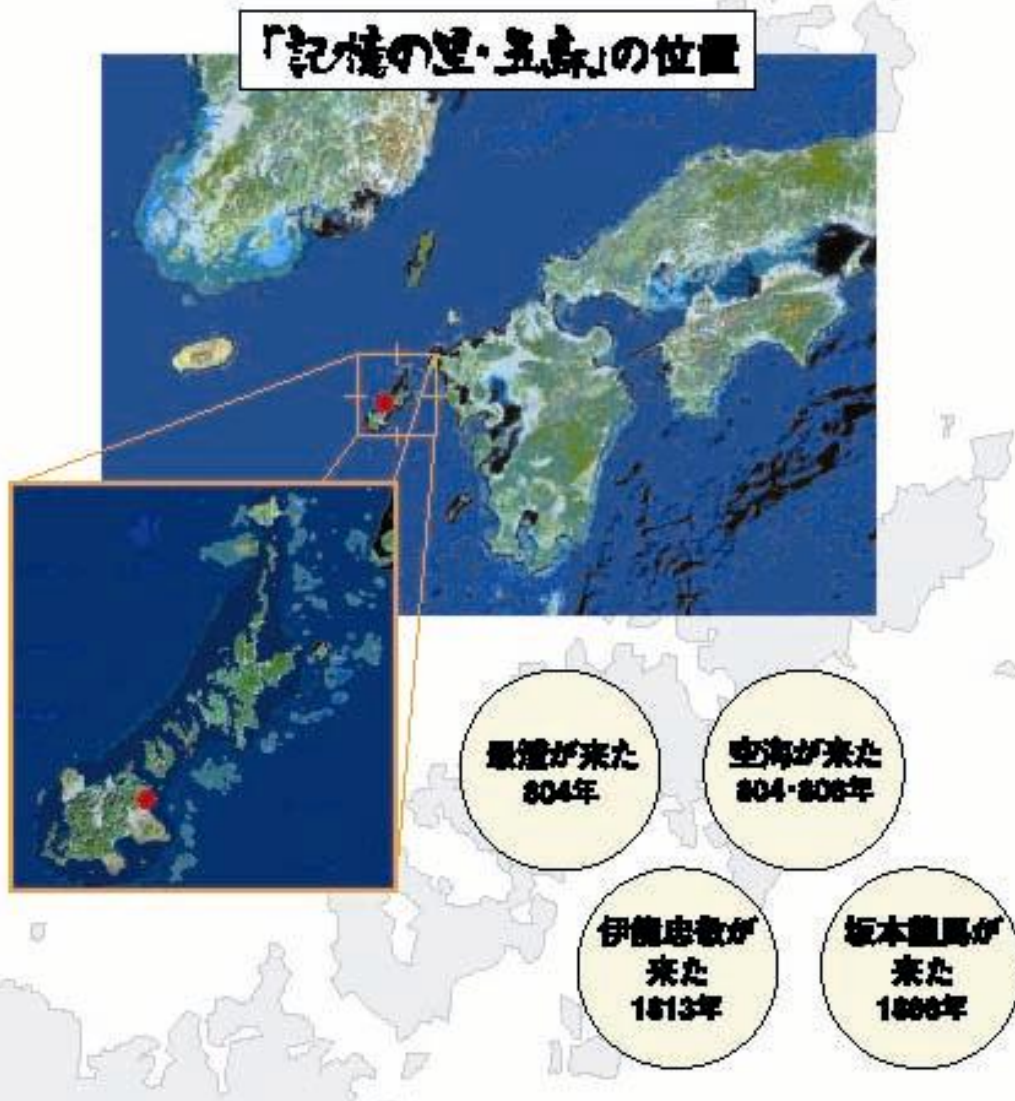 「記憶の里・五島」の位置
最澄が来た
804年
空海が来た
804・806年
伊能忠敬が
来た
1813年
坂本龍馬が
来た
1866年